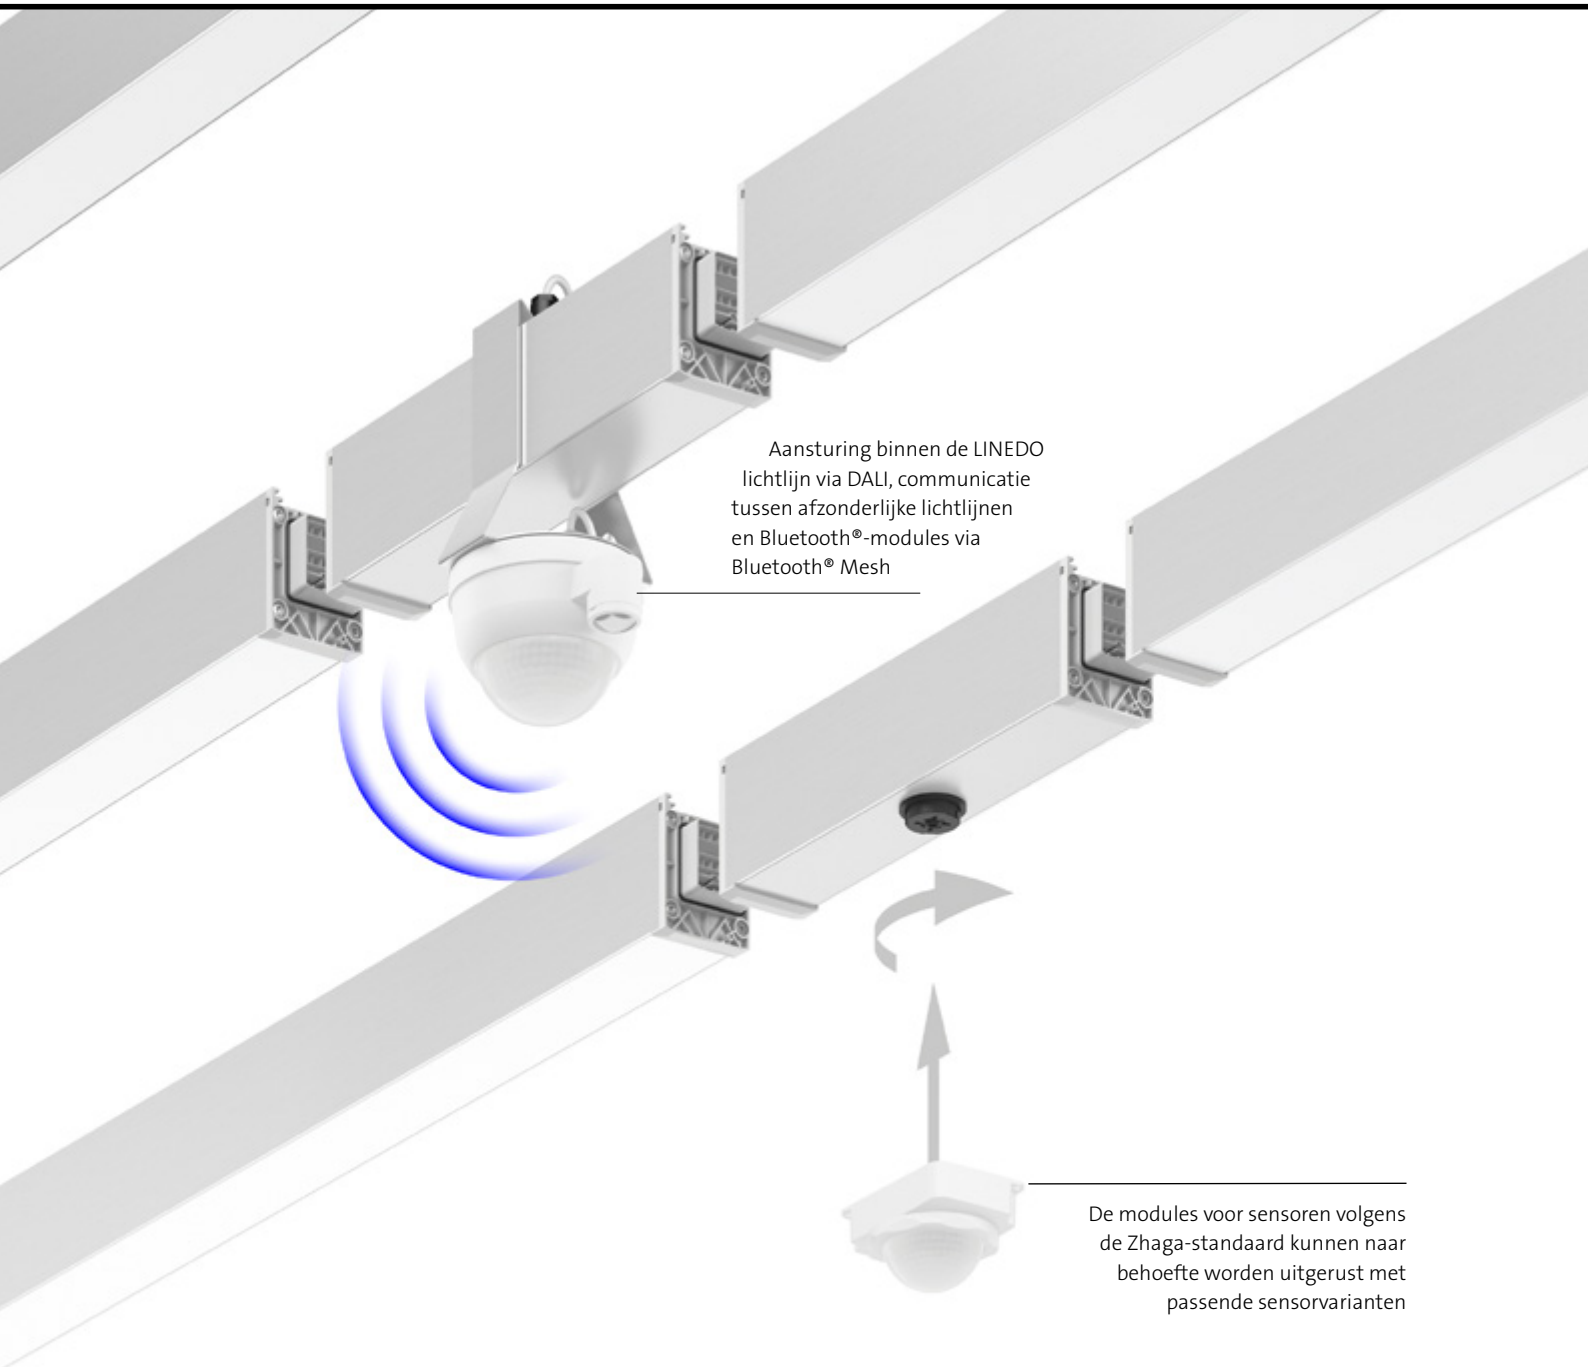 Aansturing binnen de LINEDO
lichtlijn via DALI, communicatie
tussen afzonderlijke lichtlijnen
en Bluetooth®-modules via
Bluetooth® Mesh
De modules voor sensoren volgens
de Zhaga-standaard kunnen naar
behoefte worden uitgerust met
passende sensorvarianten